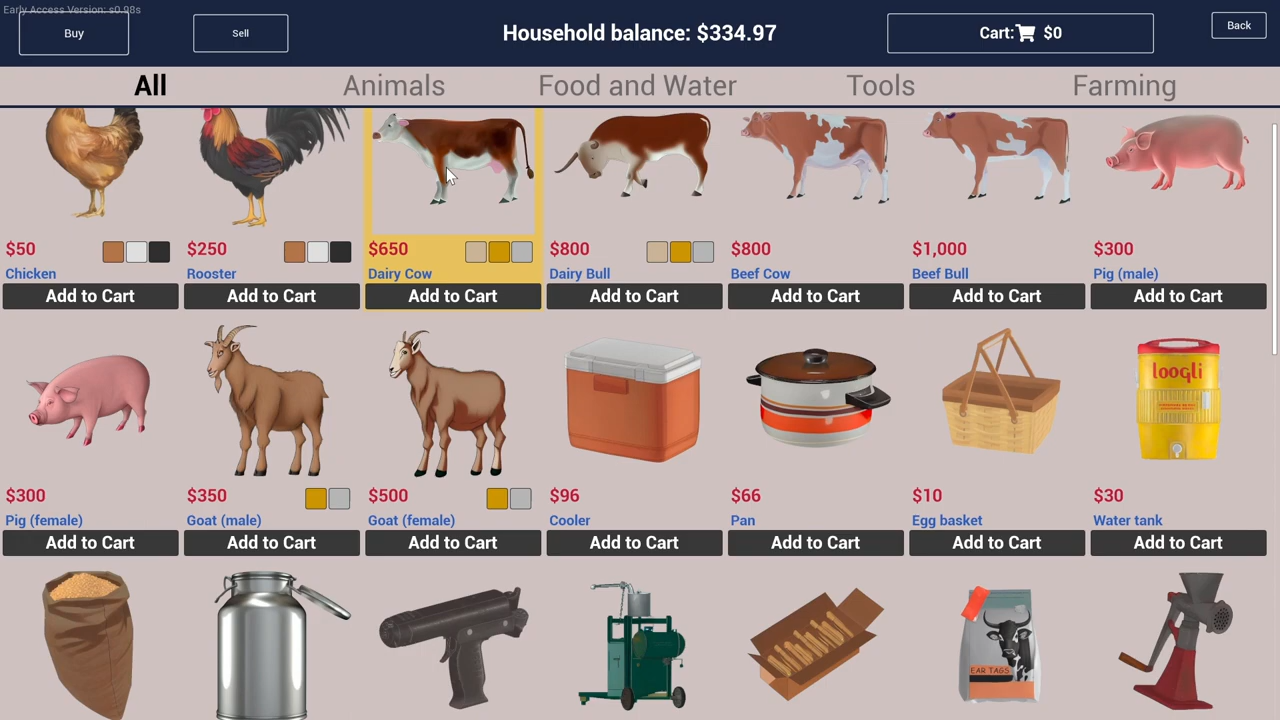 Early Access Version: s0.98s
Buy
Sell
Household balance: $334.97
Cart: $0
Back
All
Animals
Food and Water
Tools
Farming
$50
$250
$650
$800
$800
$1,000
$300
Chicken
Rooster
Dairy Cow
Dairy Bull
Beef Cow
Beef Bull
Pig (male)
Add to Cart
Add to Cart
Add to Cart
Add to Cart
Add to Cart
Add to Cart
Add to Cart
looqli
$300
$350
$500
$96
$66
$10
$30
Pig (female)
Goat (male)
Goat (female)
Cooler
Pan
Egg basket
Water tank
Add to Cart
Add to Cart
Add to Cart
Add to Cart
Add to Cart
Add to Cart
Add to Cart
EAR TAGS